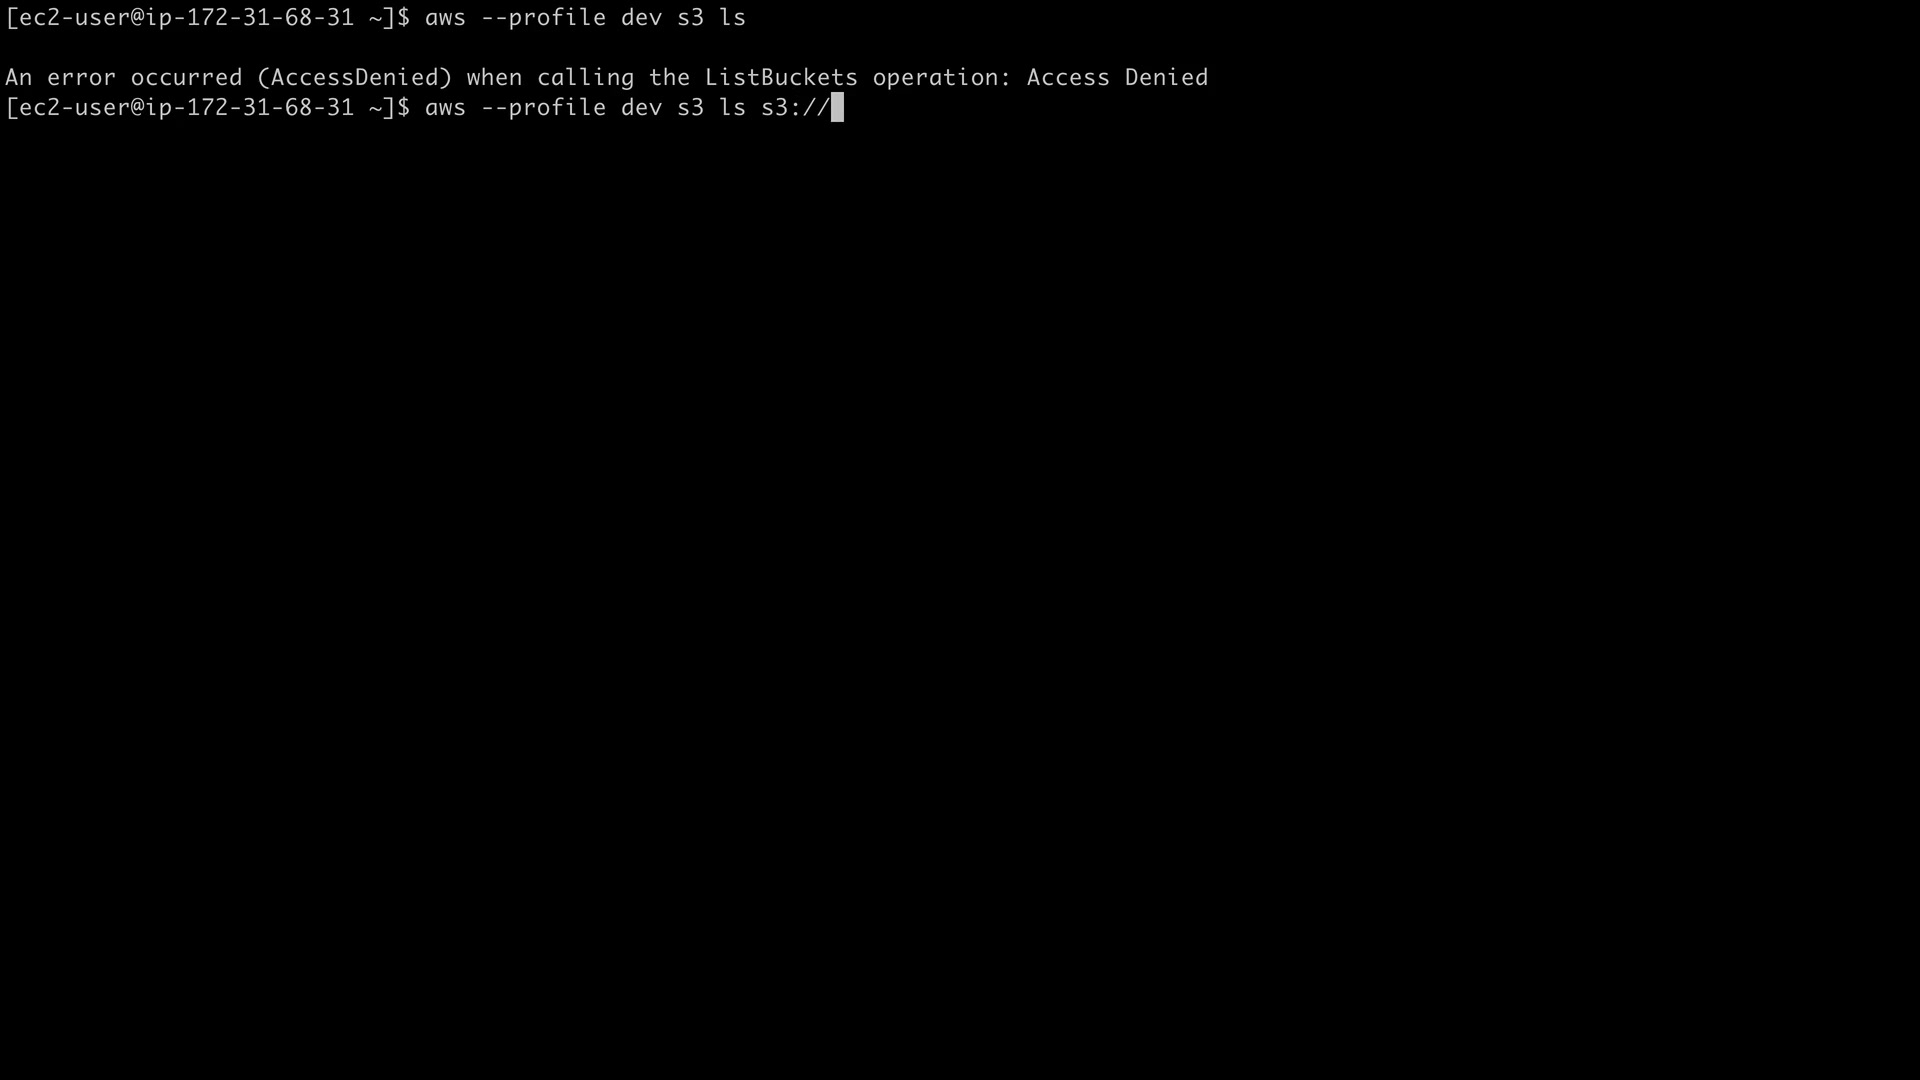 [ec2-user@ip-172-31-68-31 ~]$ aws --profile dev s3 ls
An error occurred (AccessDenied) when calling the ListBuckets operation: Access Denied
[ec2-user@ip-172-31-68-31 ~]$ aws --profile dev s3 ls s3://